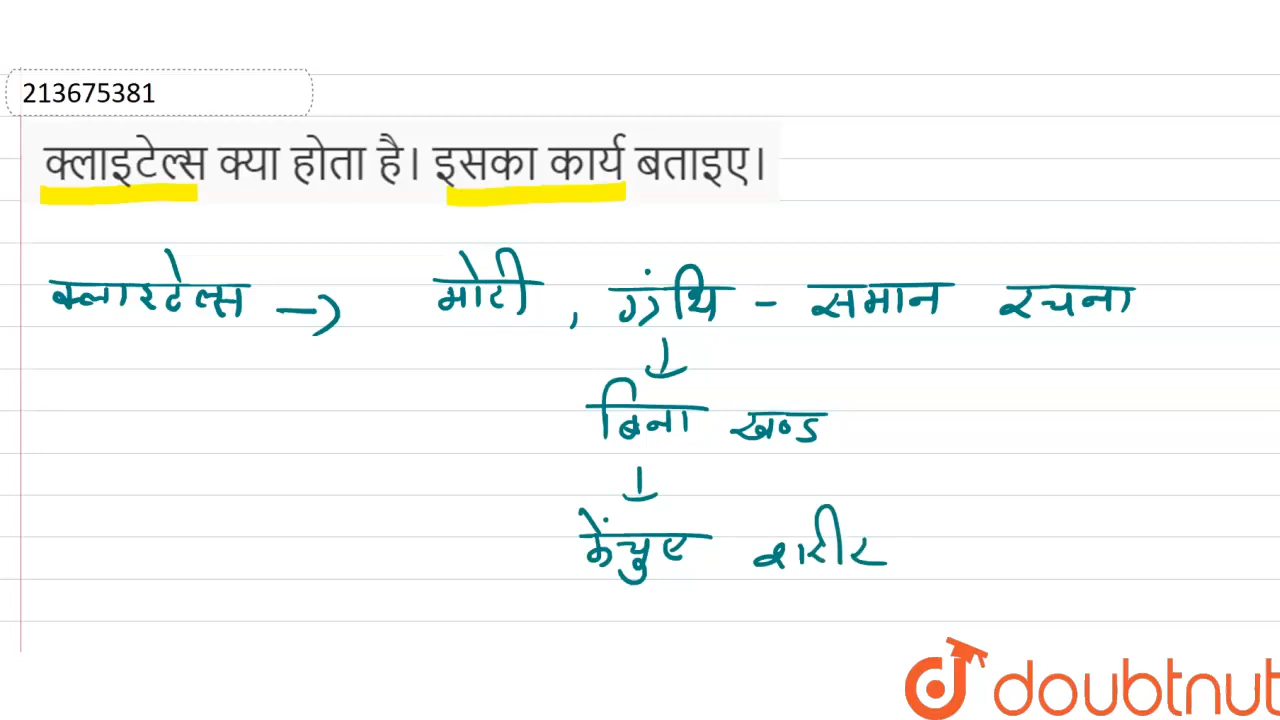 213675381
क्लाइटेल्स क्या होता है। इसका कार्य बताइए।
क्लाइटेल्स → मोटी, ग्रंथि - समान रचना
↓
बिना खण्ड
↓
केंचुए शरीर
doubtnut